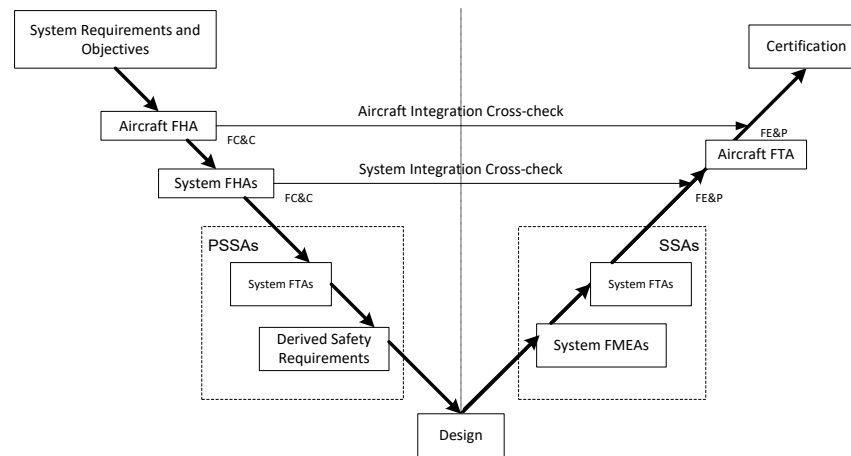 System Requirements and
Objectives
Certification
Aircraft Integration Cross-check
Aircraft FHA
FC&C
FE&P
Aircraft FTA
System Integration Cross-check
System FHAs
FC&C
FE&P
PSSAs
SSAs
System FTAs
System FTAs
Derived Safety
Requirements
System FMEAs
Design